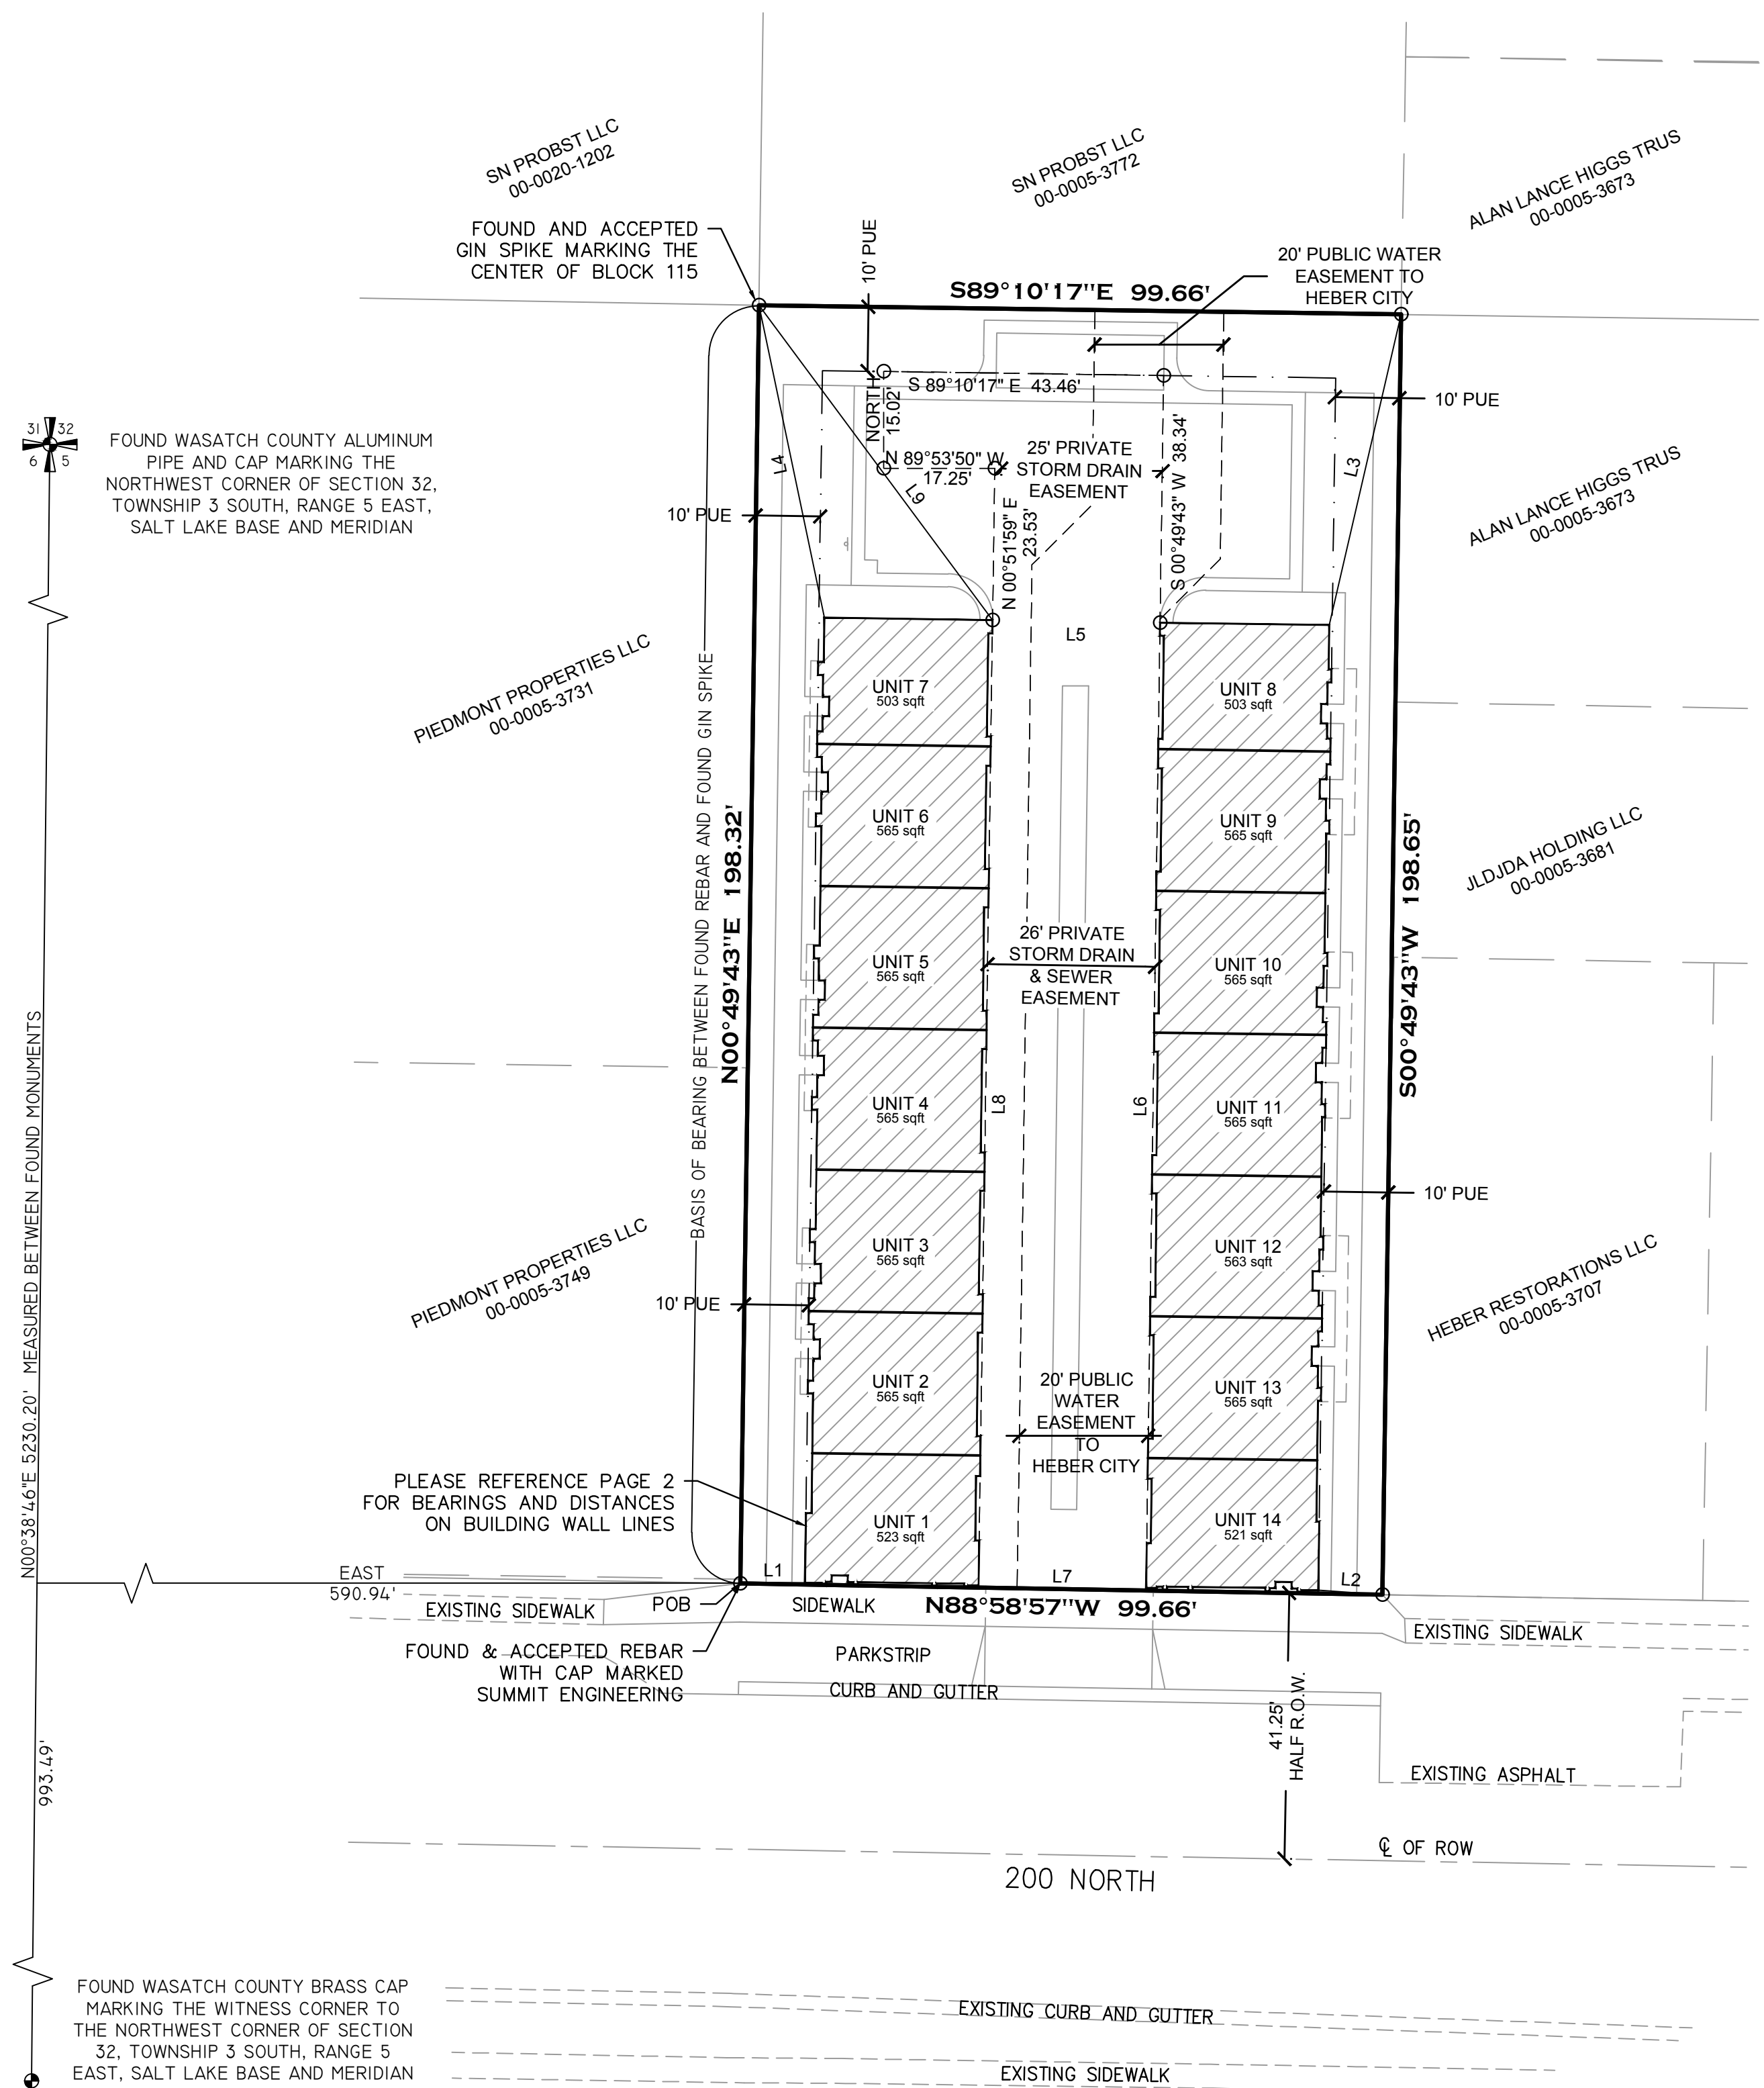 SN PROBST LLC
00-0020-1202
SN PROBST LLC
00-0005-3772
ALAN LANCE HIGGS TRUS
00-0005-3673
FOUND AND ACCEPTED
GIN SPIKE MARKING THE
CENTER OF BLOCK 115
10' PUE
20' PUBLIC WATER
EASEMENT TO
HEBER CITY
S89°10'17"E 99.66'
S 89°10'17" E 43.46'
NORTH
15.02'
10' PUE
31 32
6 5
FOUND WASATCH COUNTY ALUMINUM
PIPE AND CAP MARKING THE
NORTHWEST CORNER OF SECTION 32,
TOWNSHIP 3 SOUTH, RANGE 5 EAST,
SALT LAKE BASE AND MERIDIAN
L4
N 89°53'50" W
17.25'
L9
25' PRIVATE
STORM DRAIN
EASEMENT
S 00°49'43" W 38.34'
L3
ALAN LANCE HIGGS TRUS
00-0005-3673
10' PUE
N 00°51'59" E
23.53'
L5
PIEDMONT PROPERTIES LLC
00-0005-3731
BASIS OF BEARING BETWEEN FOUND REBAR AND FOUND GIN SPIKE
UNIT 7
503 sqft
UNIT 8
503 sqft
UNIT 6
565 sqft
UNIT 9
565 sqft
N00°49'43"E 198.32'
S00°49'43"W 198.65'
JLDJDA HOLDING LLC
00-0005-3681
UNIT 5
565 sqft
26' PRIVATE
STORM DRAIN
& SEWER
EASEMENT
UNIT 10
565 sqft
UNIT 4
565 sqft
L8
L6
UNIT 11
565 sqft
10' PUE
N00°38'46"E 5230.20' MEASURED BETWEEN FOUND MONUMENTS
UNIT 3
565 sqft
UNIT 12
563 sqft
PIEDMONT PROPERTIES LLC
00-0005-3749
HEBER RESTORATIONS LLC
00-0005-3707
10' PUE
UNIT 2
565 sqft
20' PUBLIC
WATER
EASEMENT
TO
HEBER CITY
UNIT 13
565 sqft
PLEASE REFERENCE PAGE 2
FOR BEARINGS AND DISTANCES
ON BUILDING WALL LINES
UNIT 1
523 sqft
UNIT 14
521 sqft
EAST
590.94'
L1
L7
L2
EXISTING SIDEWALK
POB
SIDEWALK
N88°58'57"W 99.66'
EXISTING SIDEWALK
FOUND & ACCEPTED REBAR
WITH CAP MARKED
SUMMIT ENGINEERING
PARKSTRIP
CURB AND GUTTER
41.25'
HALF R.O.W.
993.49'
EXISTING ASPHALT
℄ OF ROW
200 NORTH
FOUND WASATCH COUNTY BRASS CAP
MARKING THE WITNESS CORNER TO
THE NORTHWEST CORNER OF SECTION
32, TOWNSHIP 3 SOUTH, RANGE 5
EAST, SALT LAKE BASE AND MERIDIAN
EXISTING CURB AND GUTTER
EXISTING SIDEWALK